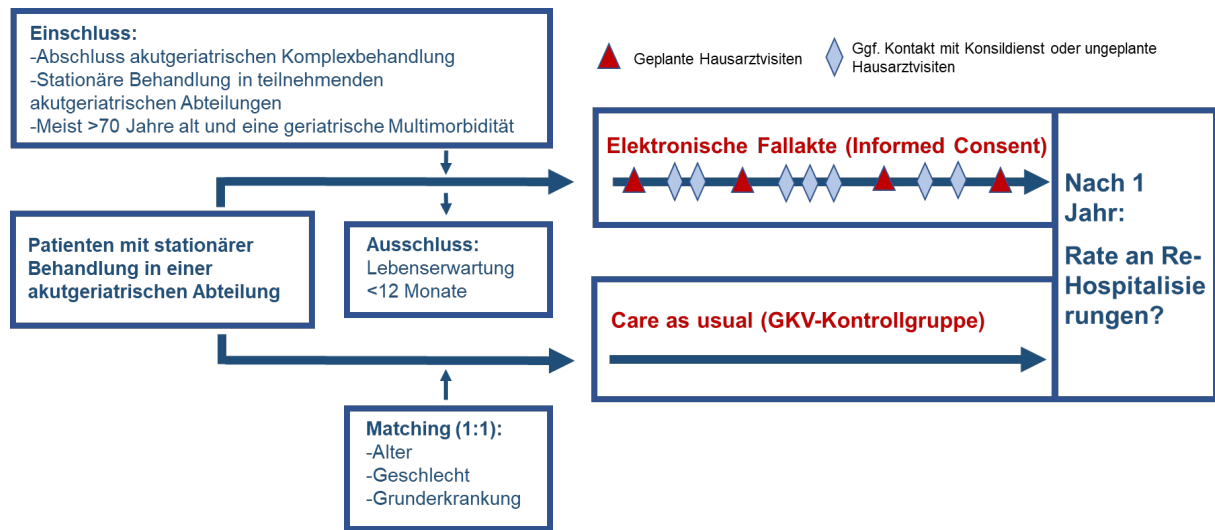 Einschluss:
-Abschluss akutgeriatrischen Komplexbehandlung
-Stationäre Behandlung in teilnehmenden
akutgeriatrischen Abteilungen
-Meist >70 Jahre alt und eine geriatrische Multimorbidität
Geplante Hausarztvisiten
Ggf. Kontakt mit Konsildienst oder ungeplante
Hausarztvisiten
Patienten mit stationärer
Behandlung in einer
akutgeriatrischen Abteilung
Ausschluss:
Lebenserwartung
<12 Monate
Matching (1:1):
-Alter
-Geschlecht
-Grunderkrankung
Elektronische Fallakte (Informed Consent)
Care as usual (GKV-Kontrollgruppe)
Nach 1
Jahr:
Rate an Re-
Hospitalisie
rungen?